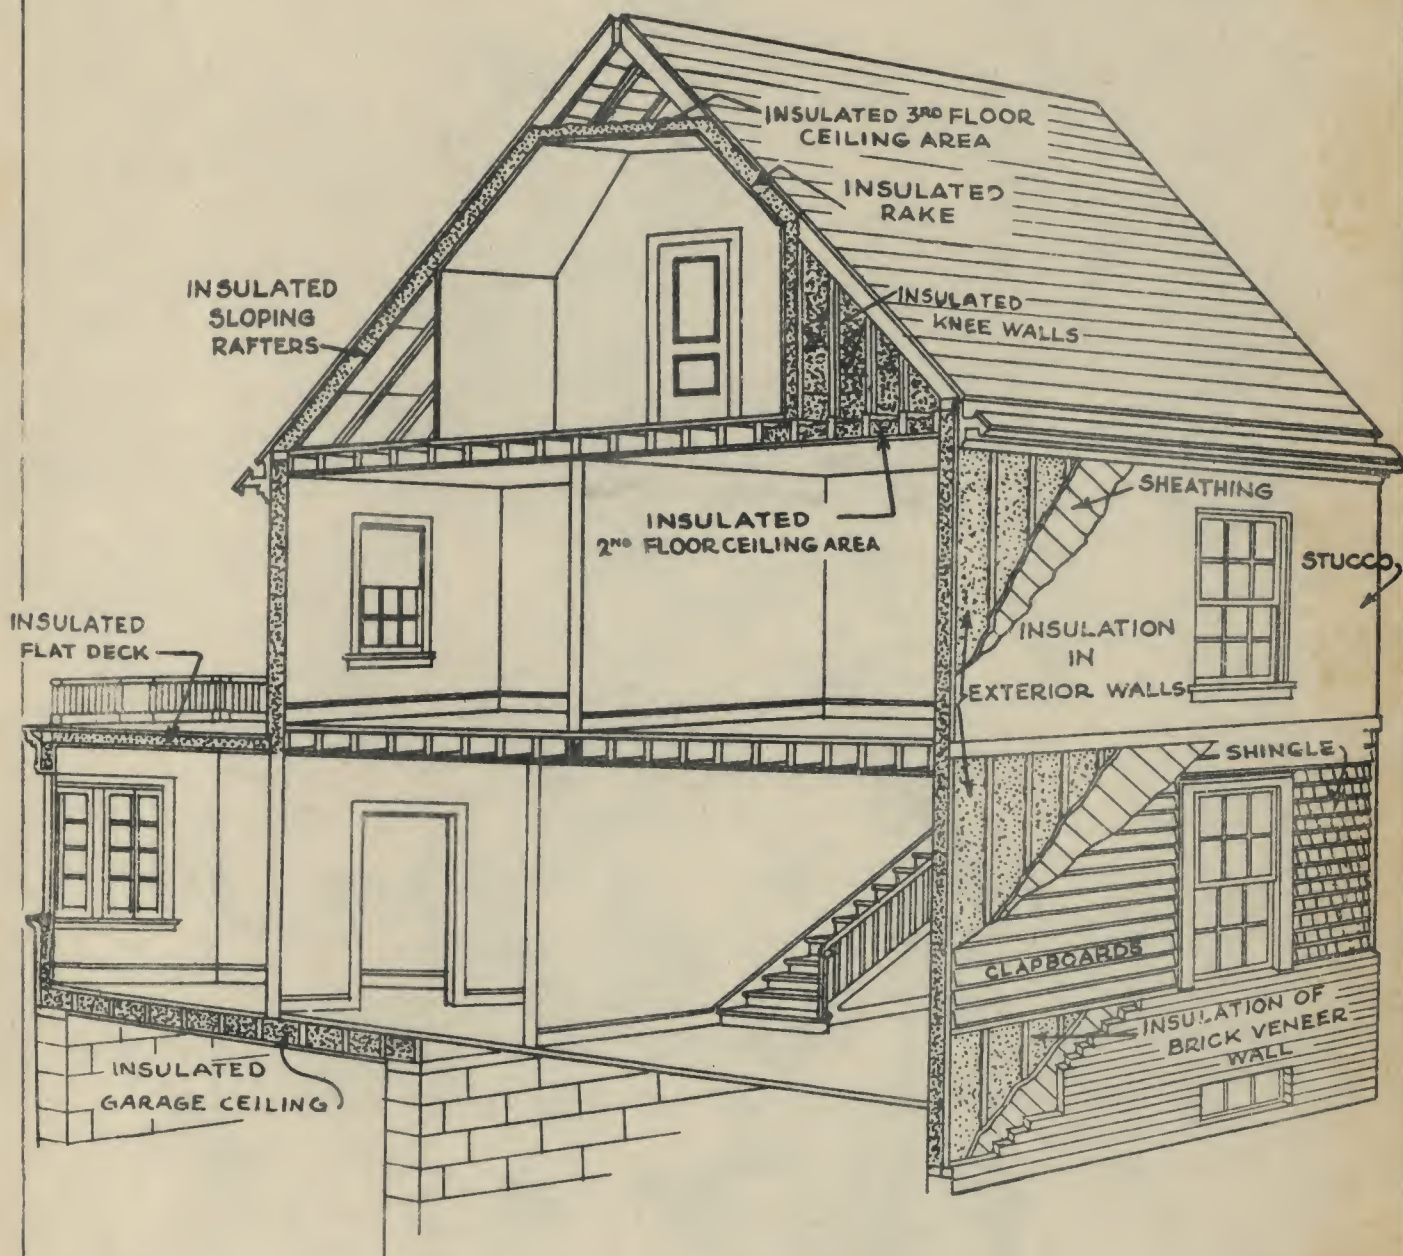 INSULATED 3RD FLOOR
CEILING AREA
INSULATED
RAKE
INSULATED
SLOPING
RAFTERS
INSULATED
KNEE WALLS
SHEATHING
INSULATED
2ND FLOOR CEILING AREA
STUCCO
INSULATED
FLAT DECK
INSULATION
IN
EXTERIOR WALLS
SHINGLE
CLAPBOARDS
INSULATION OF
BRICK VENEER
WALL
INSULATED
GARAGE CEILING